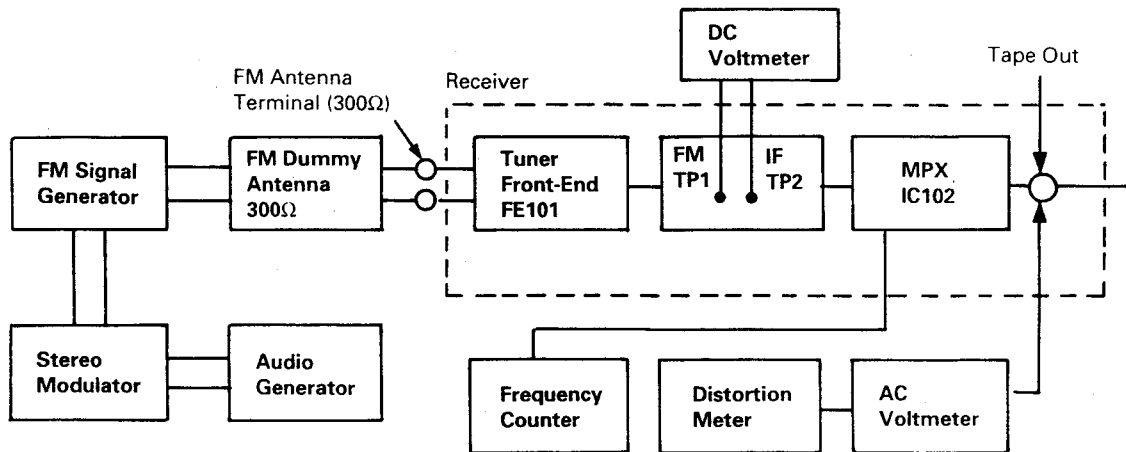 DC
Voltmeter
Tape Out
FM Antenna
Terminal (300Ω)
Receiver
FM Signal
Generator
FM Dummy
Antenna
300Ω
Tuner
Front-End
FE101
FM
TP1
IF
TP2
MPX
IC102
Stereo
Modulator
Audio
Generator
Frequency
Counter
Distortion
Meter
AC
Voltmeter